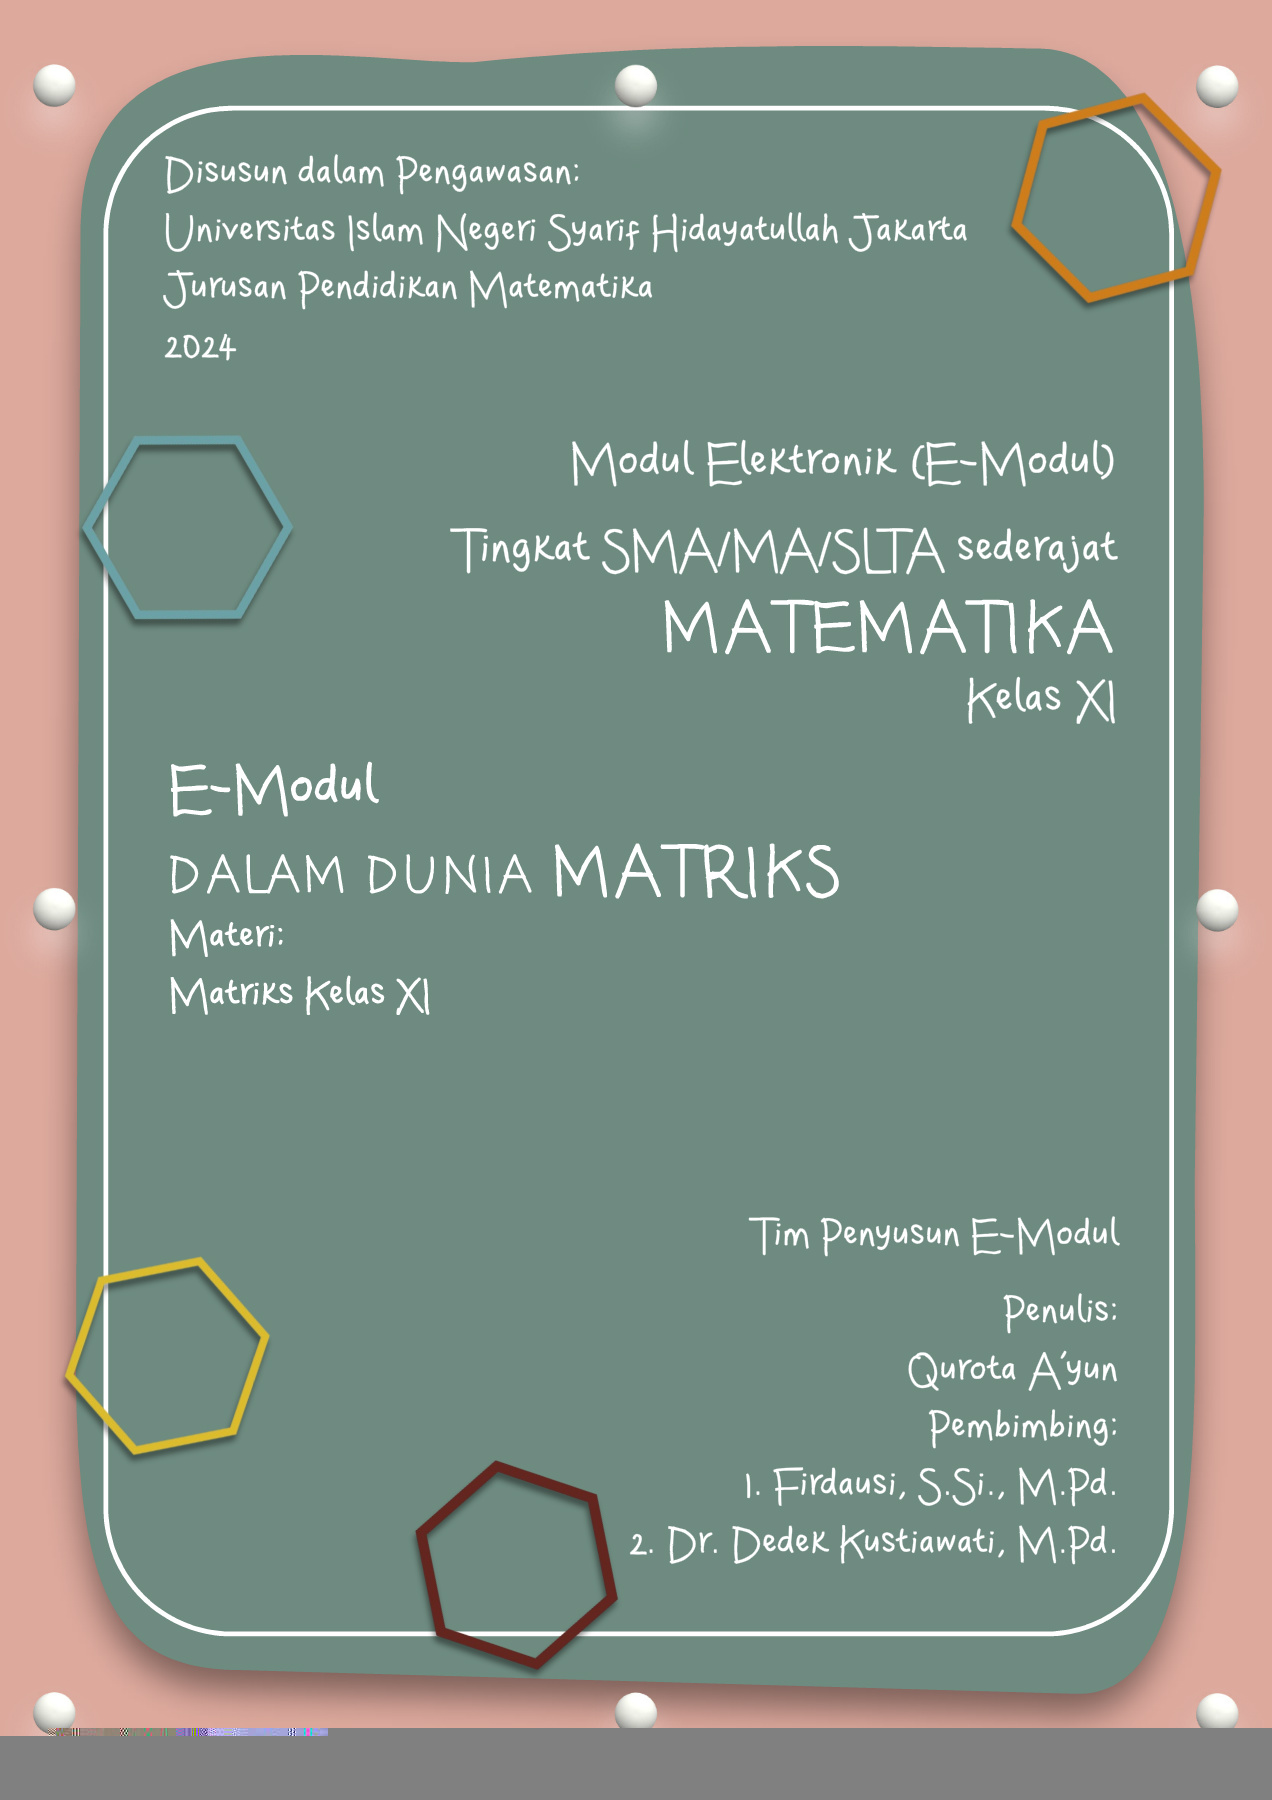 Disusun dalam Pengawasan:
Universitas Islam Negeri Syarif Hidayatullah Jakarta
Jurusan Pendidikan Matematika
2024
Modul Elektronik (E-Modul)
Tingkat SMA/MA/SLTA sederajat
MATEMATIKA
Kelas XI
E-Modul
DALAM DUNIA MATRIKS
Materi:
Matriks Kelas XI
Tim Penyusun E-Modul
Penulis:
Qurota A'yun
Pembimbing:
1. Firdausi, S.Si., M.Pd.
2. Dr. Dedek Kustiawati, M.Pd.